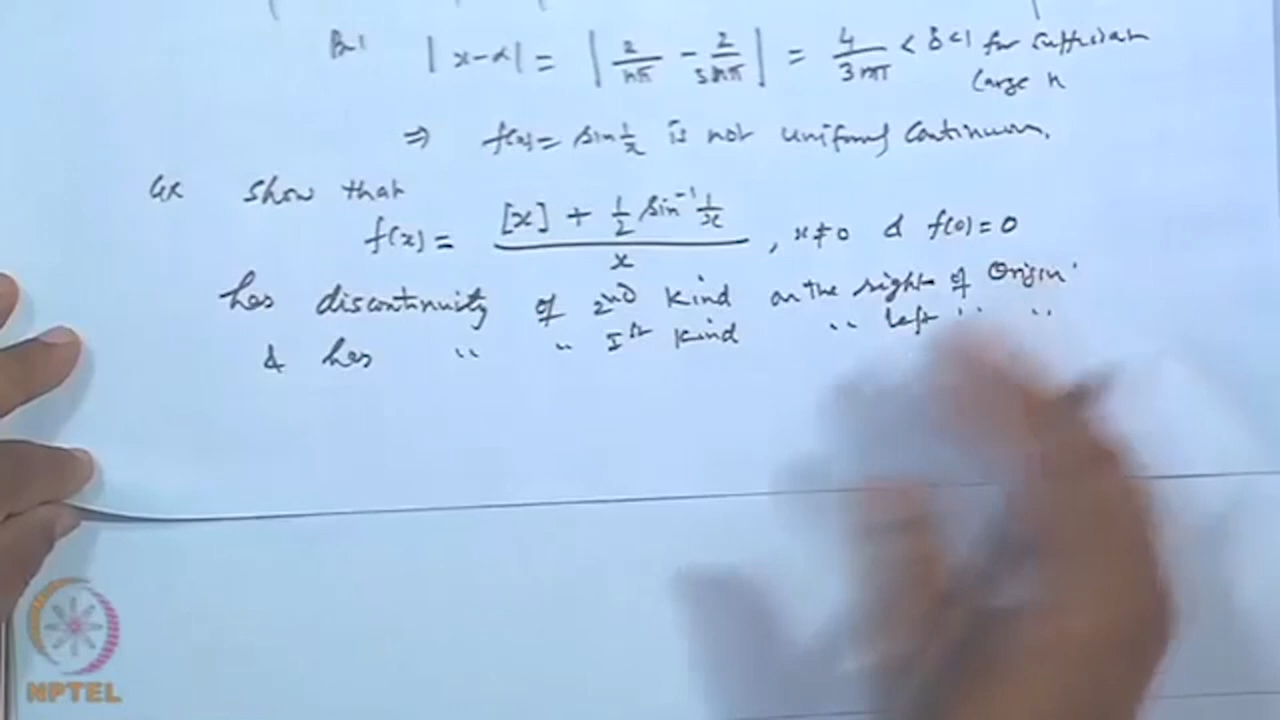 But |x-α| = |2/nπ - 2/3nπ| = 4/3nπ < δ<1 for sufficien large n
⇒ f(x) = sin 1/x is not uniformly continuous.
Ex Show that
f(x) = ([x] + 1/2 sin⁻¹ 1/x)/x , x≠0 & f(0) = 0
has discontinuity of 2nd kind on the right of Origin
& has " " Ist kind " left " "
NPTEL